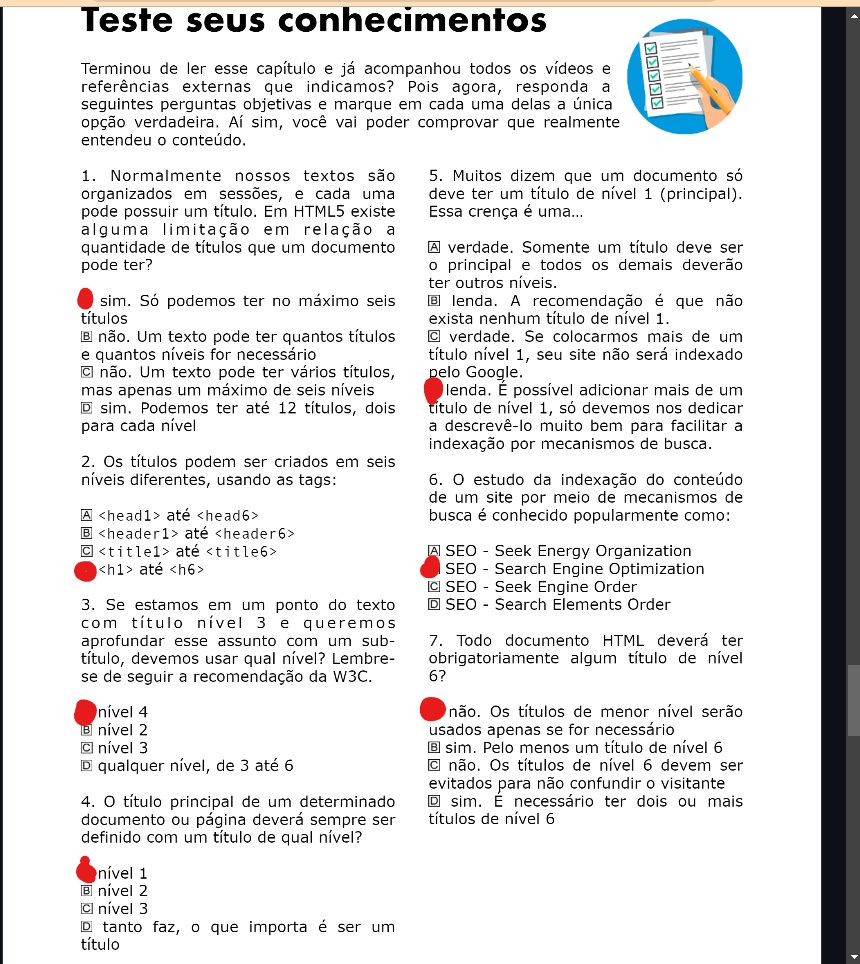 Teste seus conhecimentos
Terminou de ler esse capítulo e já acompanhou todos os vídeos e
referências externas que indicamos? Pois agora, responda a
seguintes perguntas objetivas e marque em cada uma delas a única
opção verdadeira. Aí sim, você vai poder comprovar que realmente
entendeu o conteúdo.
1. Normalmente nossos textos são
organizados em sessões, e cada uma
pode possuir um título. Em HTML5 existe
alguma limitação em relação a
quantidade de títulos que um documento
pode ter?
sim. Só podemos ter no máximo seis
títulos
B não. Um texto pode ter quantos títulos
e quantos níveis for necessário
C não. Um texto pode ter vários títulos,
mas apenas um máximo de seis níveis
D sim. Podemos ter até 12 títulos, dois
para cada nível
2. Os títulos podem ser criados em seis
níveis diferentes, usando as tags:
A <head1> até <head6>
B <header1> até <header6>
C <title1> até <title6>
<h1> até <h6>
3. Se estamos em um ponto do texto
com título nível 3 e queremos
aprofundar esse assunto com um sub-
título, devemos usar qual nível? Lembre-
se de seguir a recomendação da W3C.
nível 4
B nível 2
C nível 3
D qualquer nível, de 3 até 6
4. O título principal de um determinado
documento ou página deverá sempre ser
definido com um título de qual nível?
nível 1
B nível 2
C nível 3
D tanto faz, o que importa é ser um
título
5. Muitos dizem que um documento só
deve ter um título de nível 1 (principal).
Essa crença é uma...
A verdade. Somente um título deve ser
o principal e todos os demais deverão
ter outros níveis.
B lenda. A recomendação é que não
exista nenhum título de nível 1.
C verdade. Se colocarmos mais de um
título nível 1, seu site não será indexado
pelo Google.
lenda. É possível adicionar mais de um
título de nível 1, só devemos nos dedicar
a descrevê-lo muito bem para facilitar a
indexação por mecanismos de busca.
6. O estudo da indexação do conteúdo
de um site por meio de mecanismos de
busca é conhecido popularmente como:
A SEO - Seek Energy Organization
SEO - Search Engine Optimization
C SEO - Seek Engine Order
D SEO - Search Elements Order
7. Todo documento HTML deverá ter
obrigatoriamente algum título de nível
6?
não. Os títulos de menor nível serão
usados apenas se for necessário
B sim. Pelo menos um título de nível 6
C não. Os títulos de nível 6 devem ser
evitados para não confundir o visitante
D sim. É necessário ter dois ou mais
títulos de nível 6